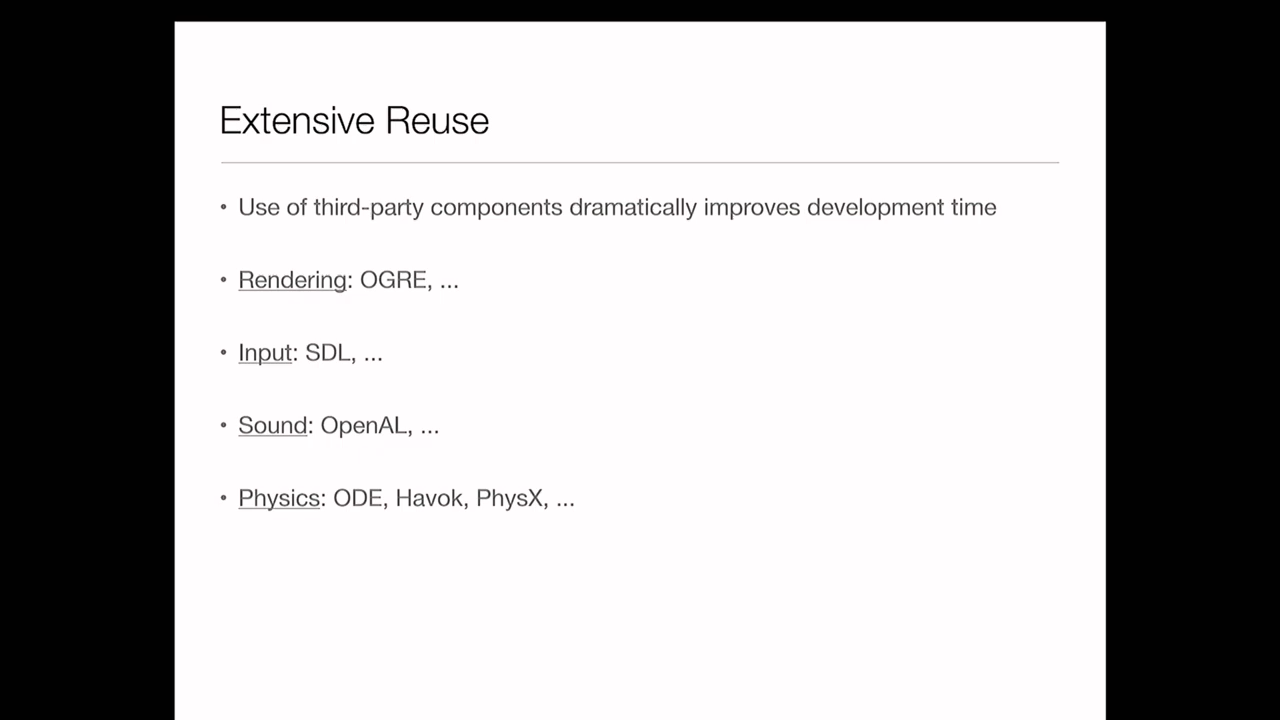 Extensive Reuse
• Use of third-party components dramatically improves development time
• Rendering: OGRE, ...
• Input: SDL, ...
• Sound: OpenAL, ...
• Physics: ODE, Havok, PhysX, ...